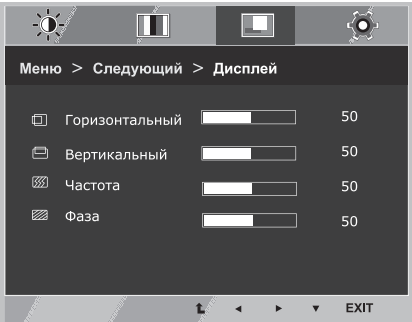 Меню > Следующий > Дисплей
Горизонтальный 50
Вертикальный 50
Частота 50
Фаза 50
EXIT